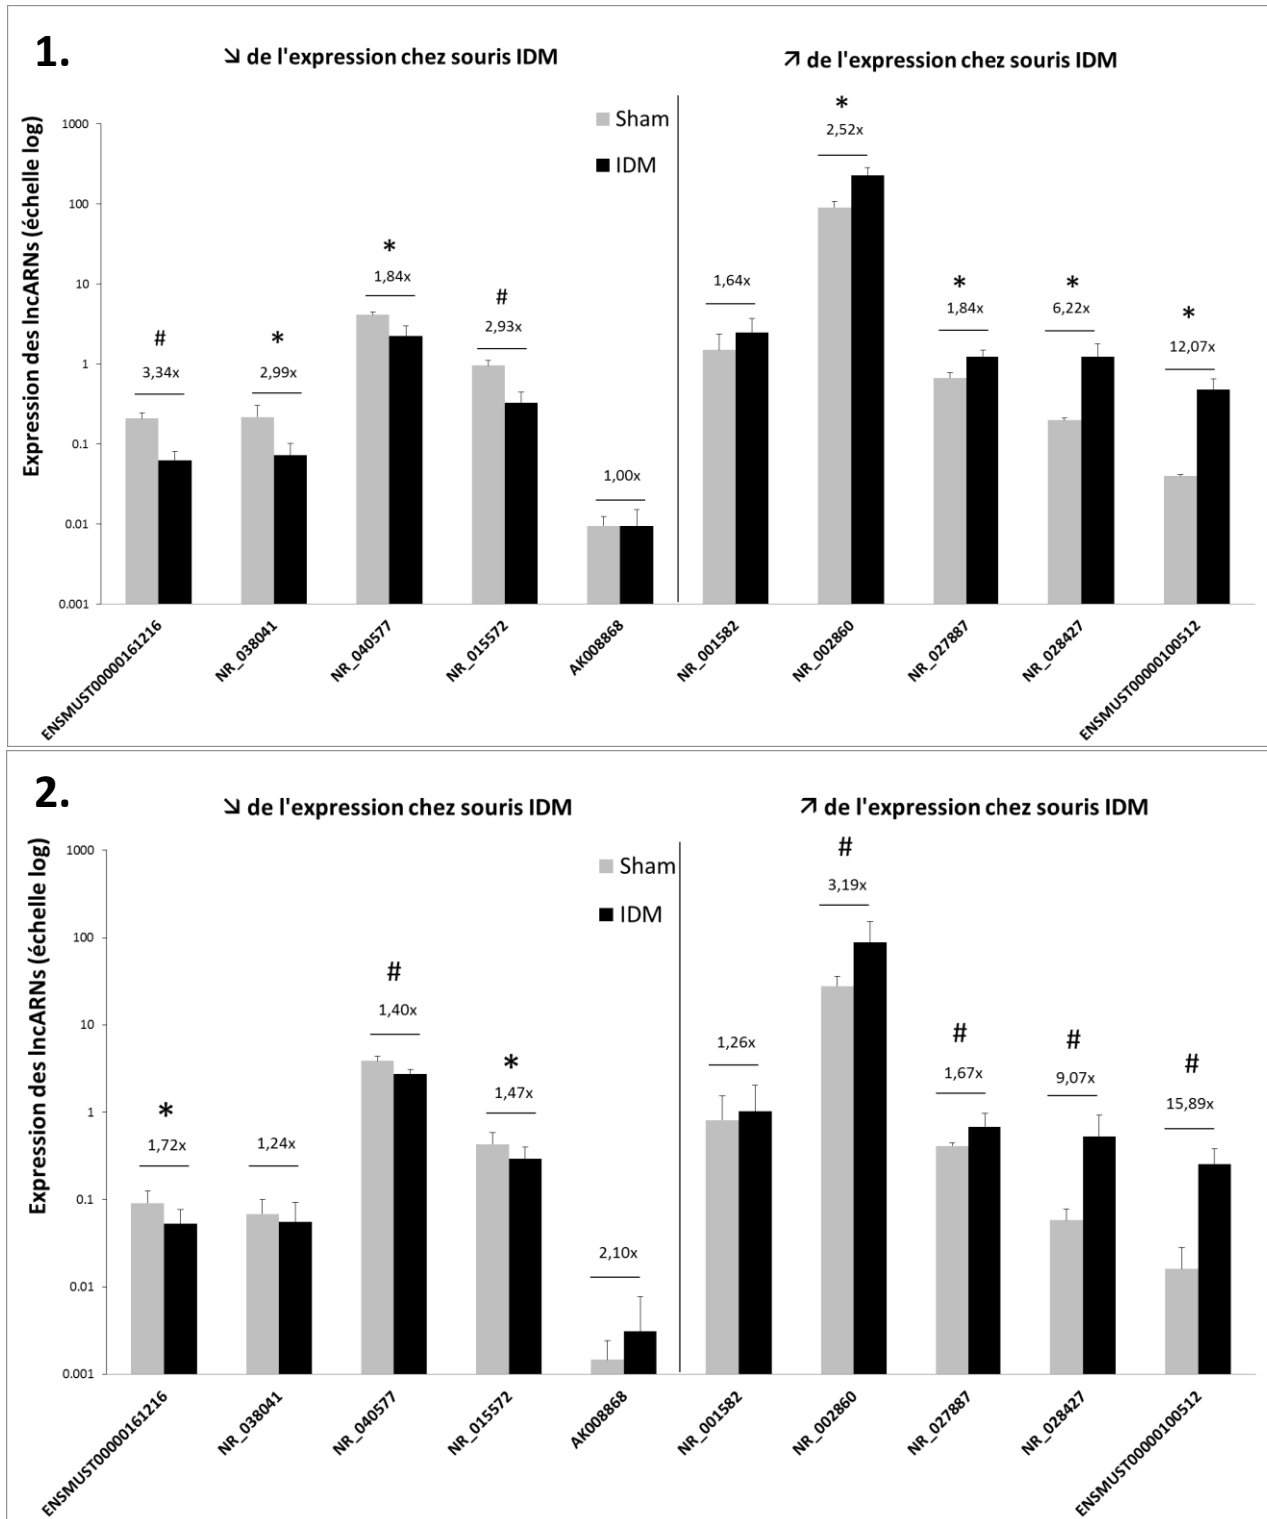 1.
↘ de l'expression chez souris IDM
↗ de l'expression chez souris IDM
Expression des lncARNs (échelle log)
Sham
IDM
1000
100
10
1
0.1
0.01
0.001
#
3,34x
*
2,99x
*
1,84x
#
2,93x
1,00x
1,64x
*
2,52x
*
1,84x
*
6,22x
*
12,07x
ENSMUST00000161216
NR_038041
NR_040577
NR_015572
AK008868
NR_001582
NR_002860
NR_027887
NR_028427
ENSMUST00000100512
2.
↘ de l'expression chez souris IDM
↗ de l'expression chez souris IDM
Expression des lncARNs (échelle log)
Sham
IDM
1000
100
10
1
0.1
0.01
0.001
*
1,72x
1,24x
#
1,40x
*
1,47x
2,10x
1,26x
#
3,19x
#
1,67x
#
9,07x
#
15,89x
ENSMUST00000161216
NR_038041
NR_040577
NR_015572
AK008868
NR_001582
NR_002860
NR_027887
NR_028427
ENSMUST00000100512